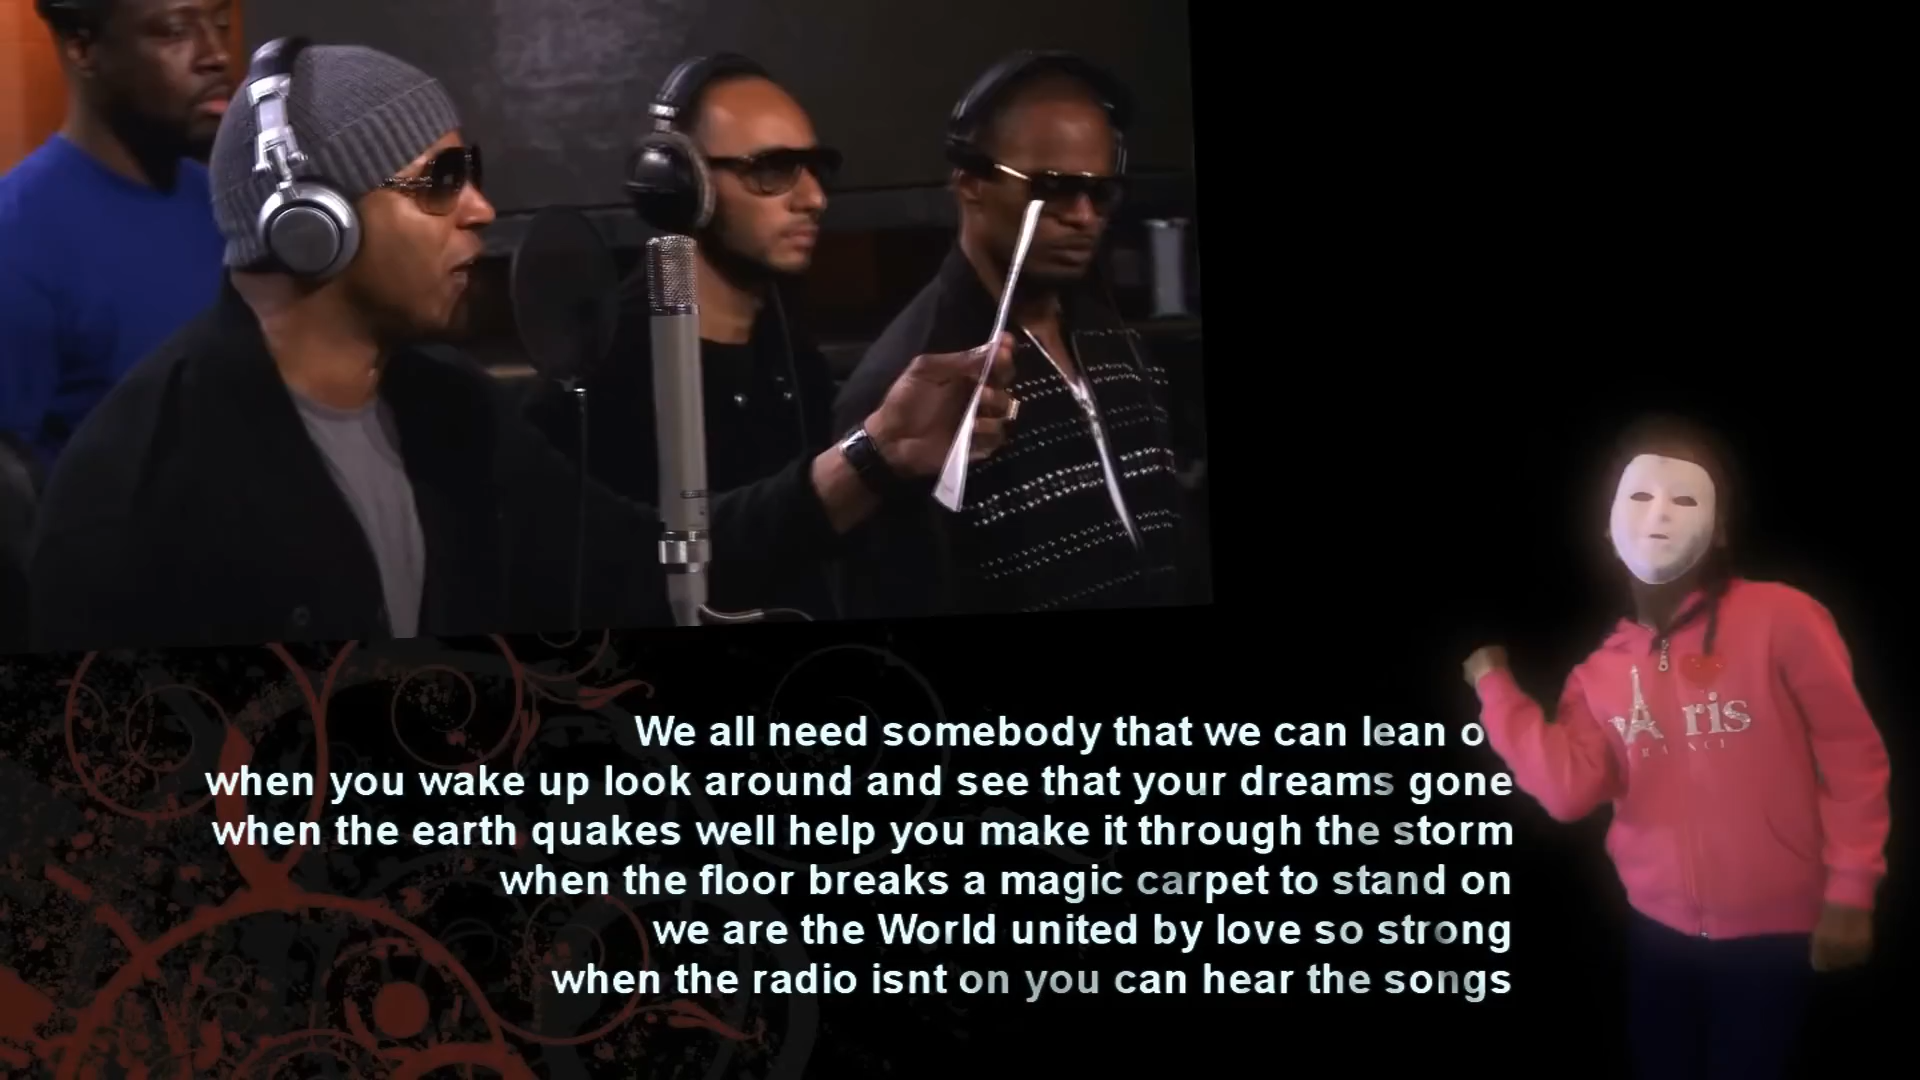 We all need somebody that we can lean o
when you wake up look around and see that your dreams gone
when the earth quakes well help you make it through the storm
when the floor breaks a magic carpet to stand on
we are the World united by love so strong
when the radio isnt on you can hear the songs
PAris
FRANCE